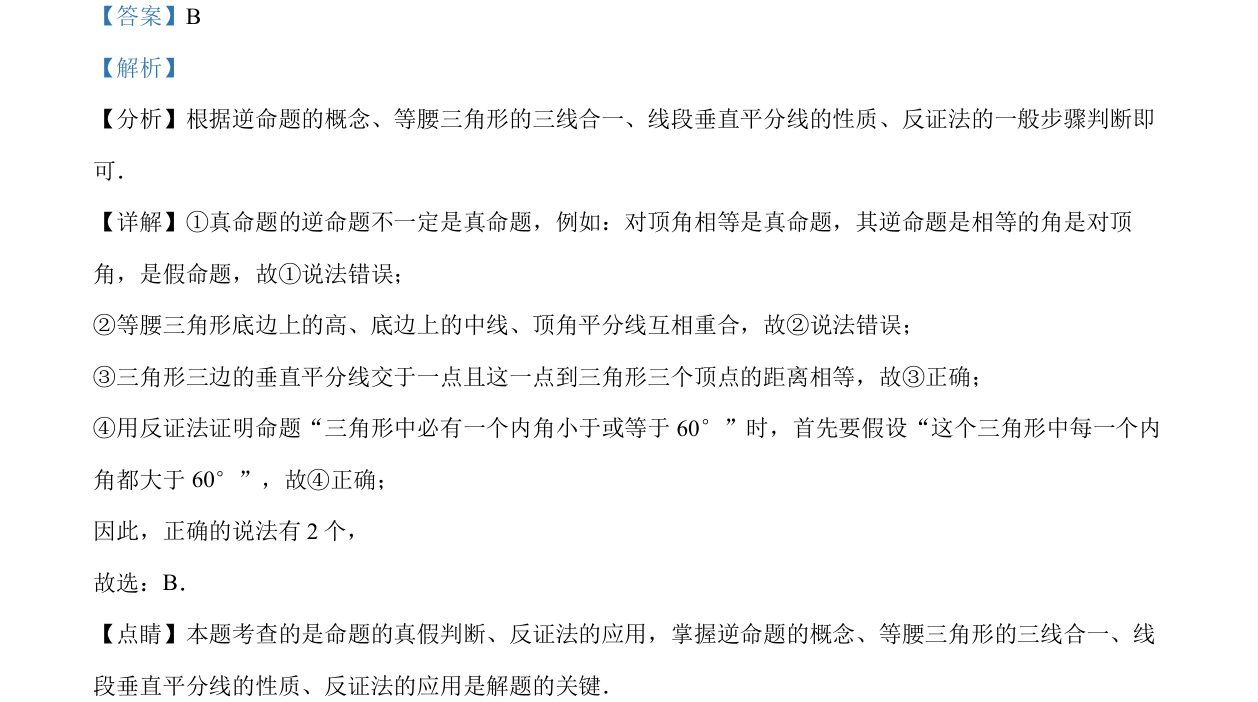 【答案】B
【解析】
【分析】根据逆命题的概念、等腰三角形的三线合一、线段垂直平分线的性质、反证法的一般步骤判断即
可．
【详解】①真命题的逆命题不一定是真命题，例如：对顶角相等是真命题，其逆命题是相等的角是对顶
角，是假命题，故①说法错误；
②等腰三角形底边上的高、底边上的中线、顶角平分线互相重合，故②说法错误；
③三角形三边的垂直平分线交于一点且这一点到三角形三个顶点的距离相等，故③正确；
④用反证法证明命题“三角形中必有一个内角小于或等于 60°”时，首先要假设“这个三角形中每一个内
角都大于 60°”，故④正确；
因此，正确的说法有 2 个，
故选：B．
【点睛】本题考查的是命题的真假判断、反证法的应用，掌握逆命题的概念、等腰三角形的三线合一、线
段垂直平分线的性质、反证法的应用是解题的关键．